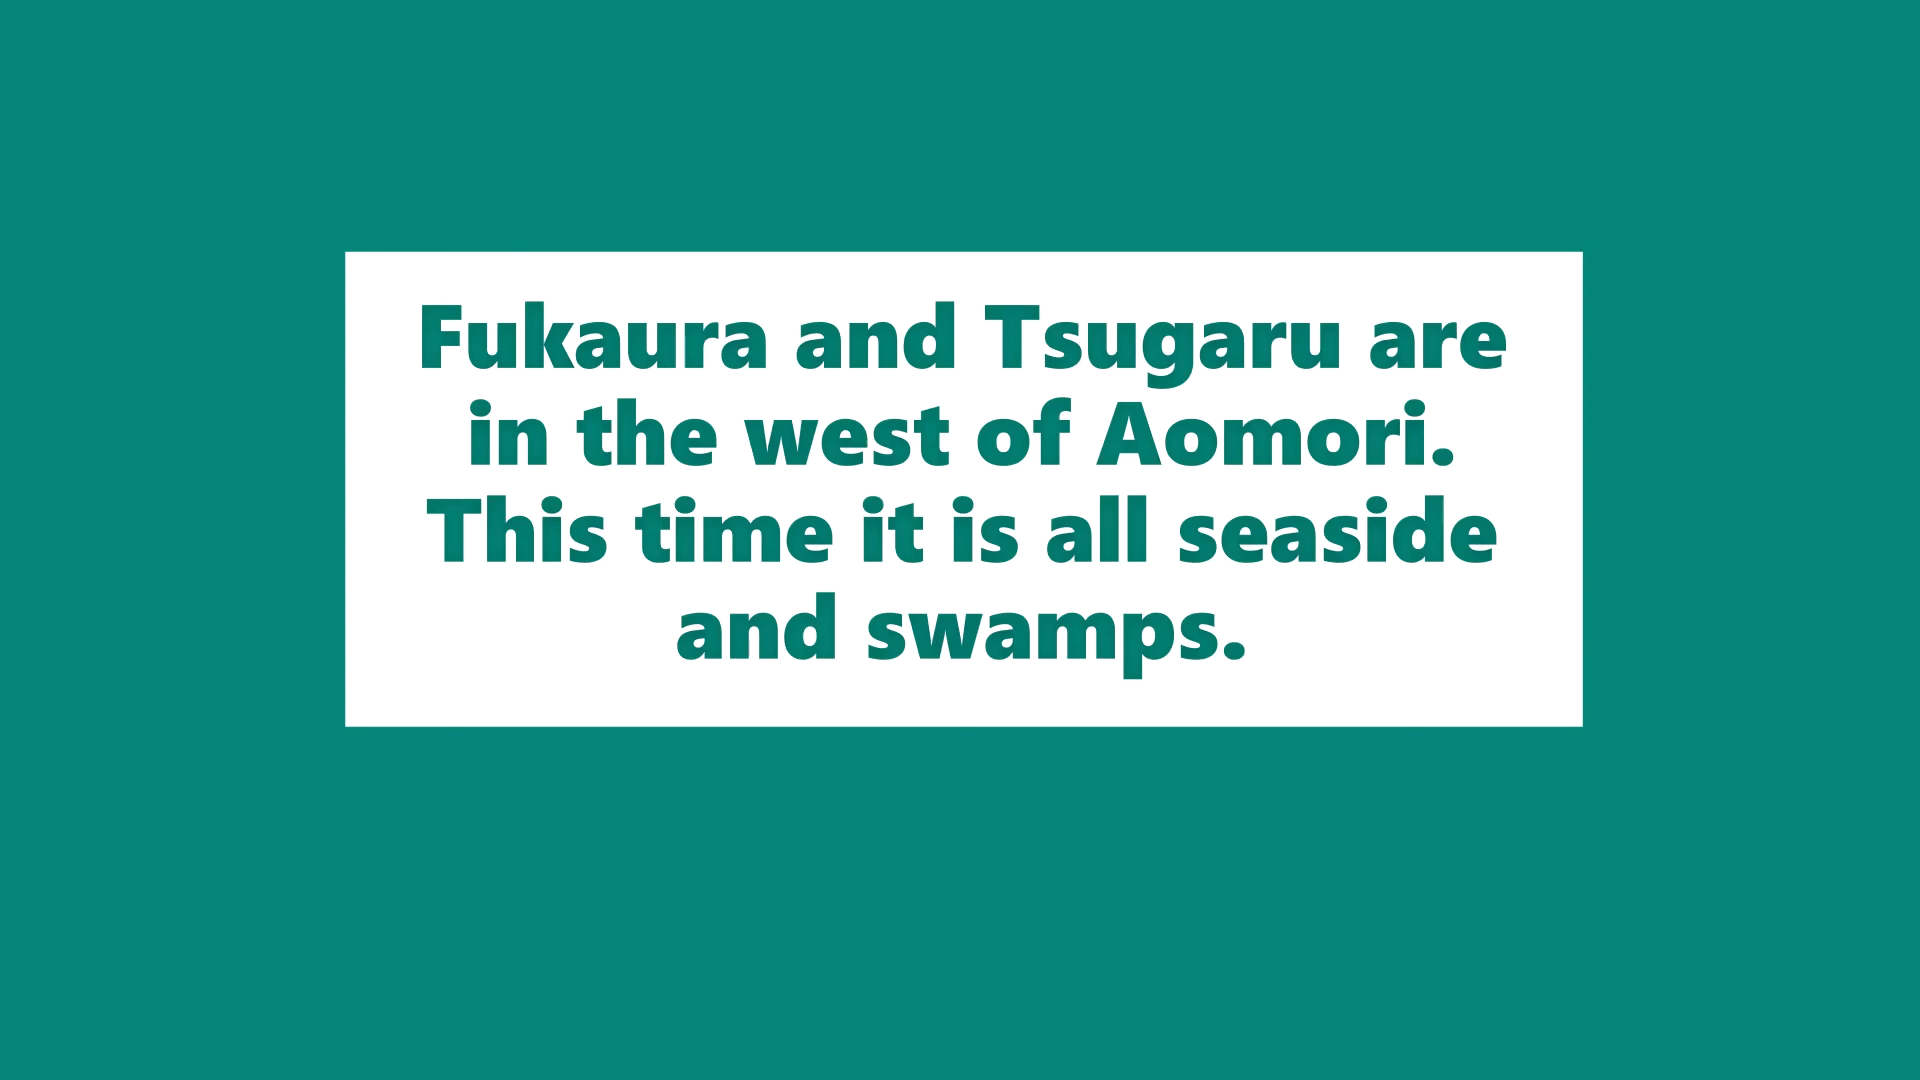 Fukaura and Tsugaru are
in the west of Aomori.
This time it is all seaside
and swamps.